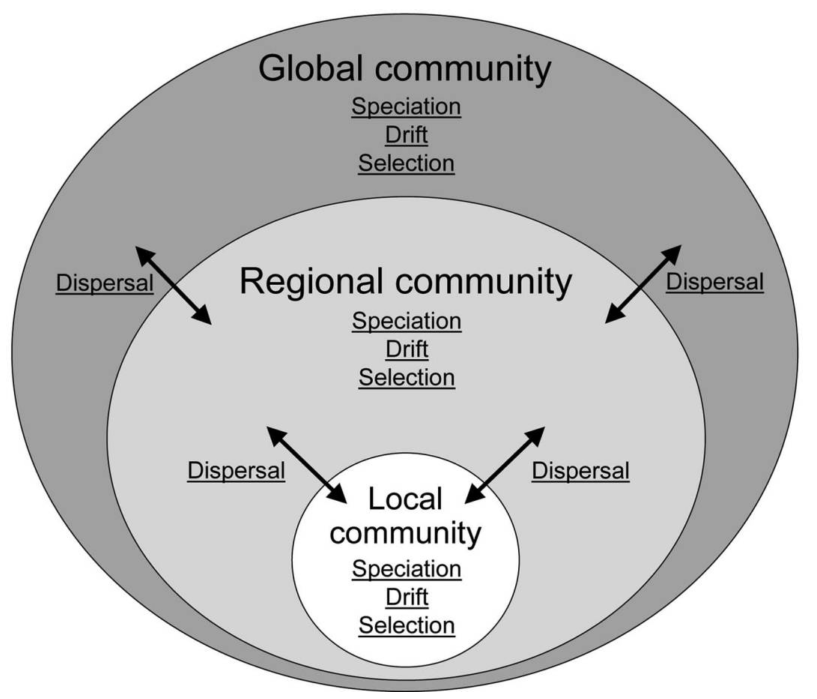 Global community
Speciation
Drift
Selection
Dispersal
Dispersal
Regional community
Speciation
Drift
Selection
Dispersal
Dispersal
Local
community
Speciation
Drift
Selection